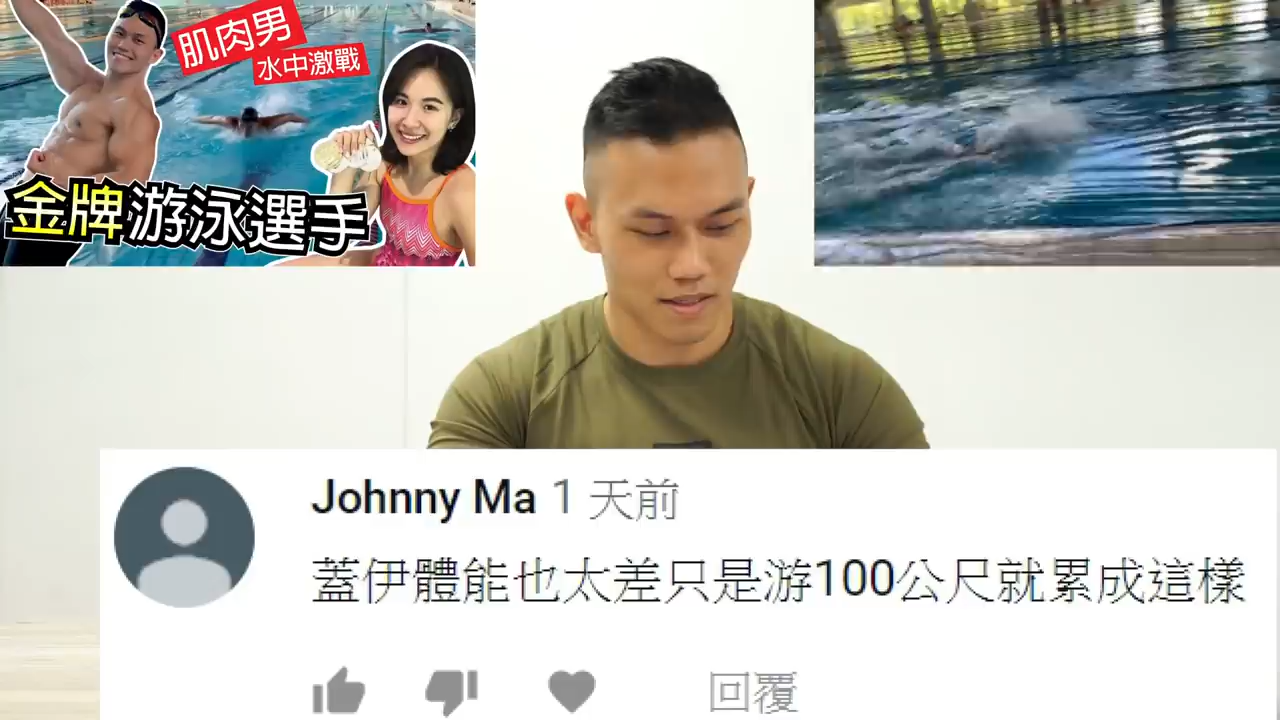 肌肉男
水中激戰
金牌游泳選手
Johnny Ma 1 天前
蓋伊體能也太差只是游100公尺就累成這樣
回覆